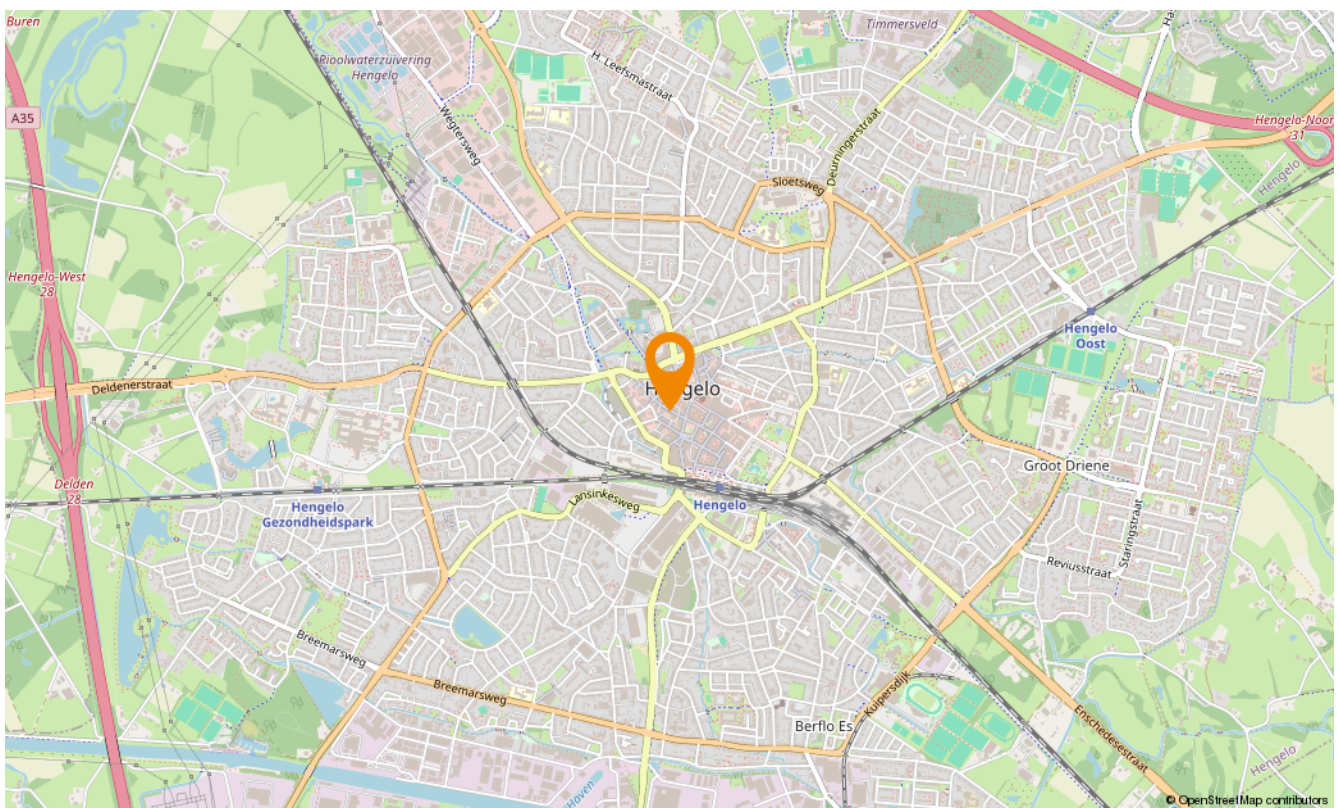 Buren
Timmersveld
Rioolwaterzuivering
Hengelo
H. Leefsmastraat
A35
Wegtersweg
Deurningerstraat
Hengelo-Noor
31
Sloetsweg
Hengelo
Hengelo-West
28
Hengelo
Oost
Deldenerstraat
Hengelo
Groot Driene
Delden
28
Hengelo
Gezondheidspark
Lansinkesweg
Hengelo
Staringstraat
Reviusstraat
Breemarsweg
Breemarsweg
Kuipersdijk
Berflo Es
Enschedesestraat
Hengelo
Haven
© OpenStreetMap contributors